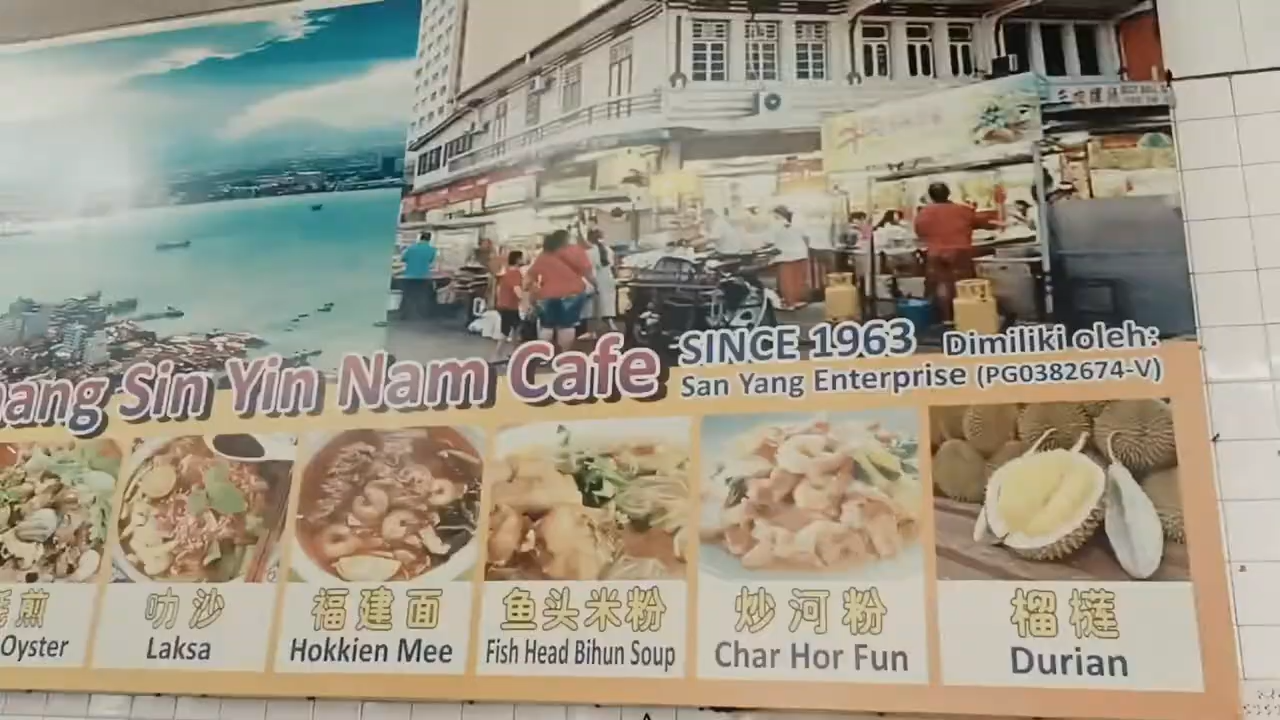 ang Sin Yin Nam Cafe
SINCE 1963 Dimiliki oleh:
San Yang Enterprise (PG0382674-V)
煎
Oyster
叻沙
Laksa
福建面
Hokkien Mee
鱼头米粉
Fish Head Bihun Soup
炒河粉
Char Hor Fun
榴梿
Durian